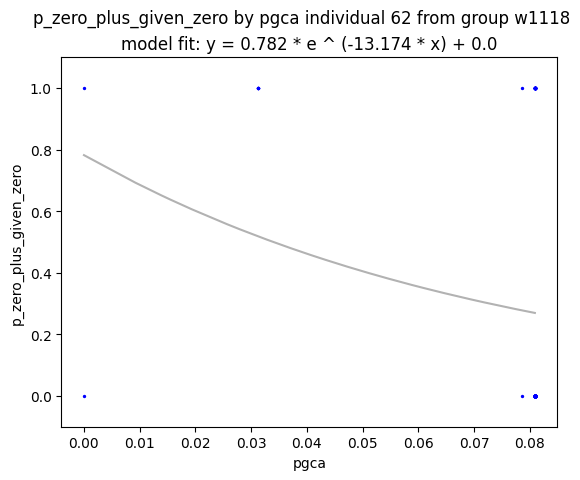 p_zero_plus_given_zero by pgca individual 62 from group w1118
model fit: y = 0.782 * e ^ (-13.174 * x) + 0.0
1.0
0.8
0.6
0.4
0.2
0.0
p_zero_plus_given_zero
0.00 0.01 0.02 0.03 0.04 0.05 0.06 0.07 0.08
pgca